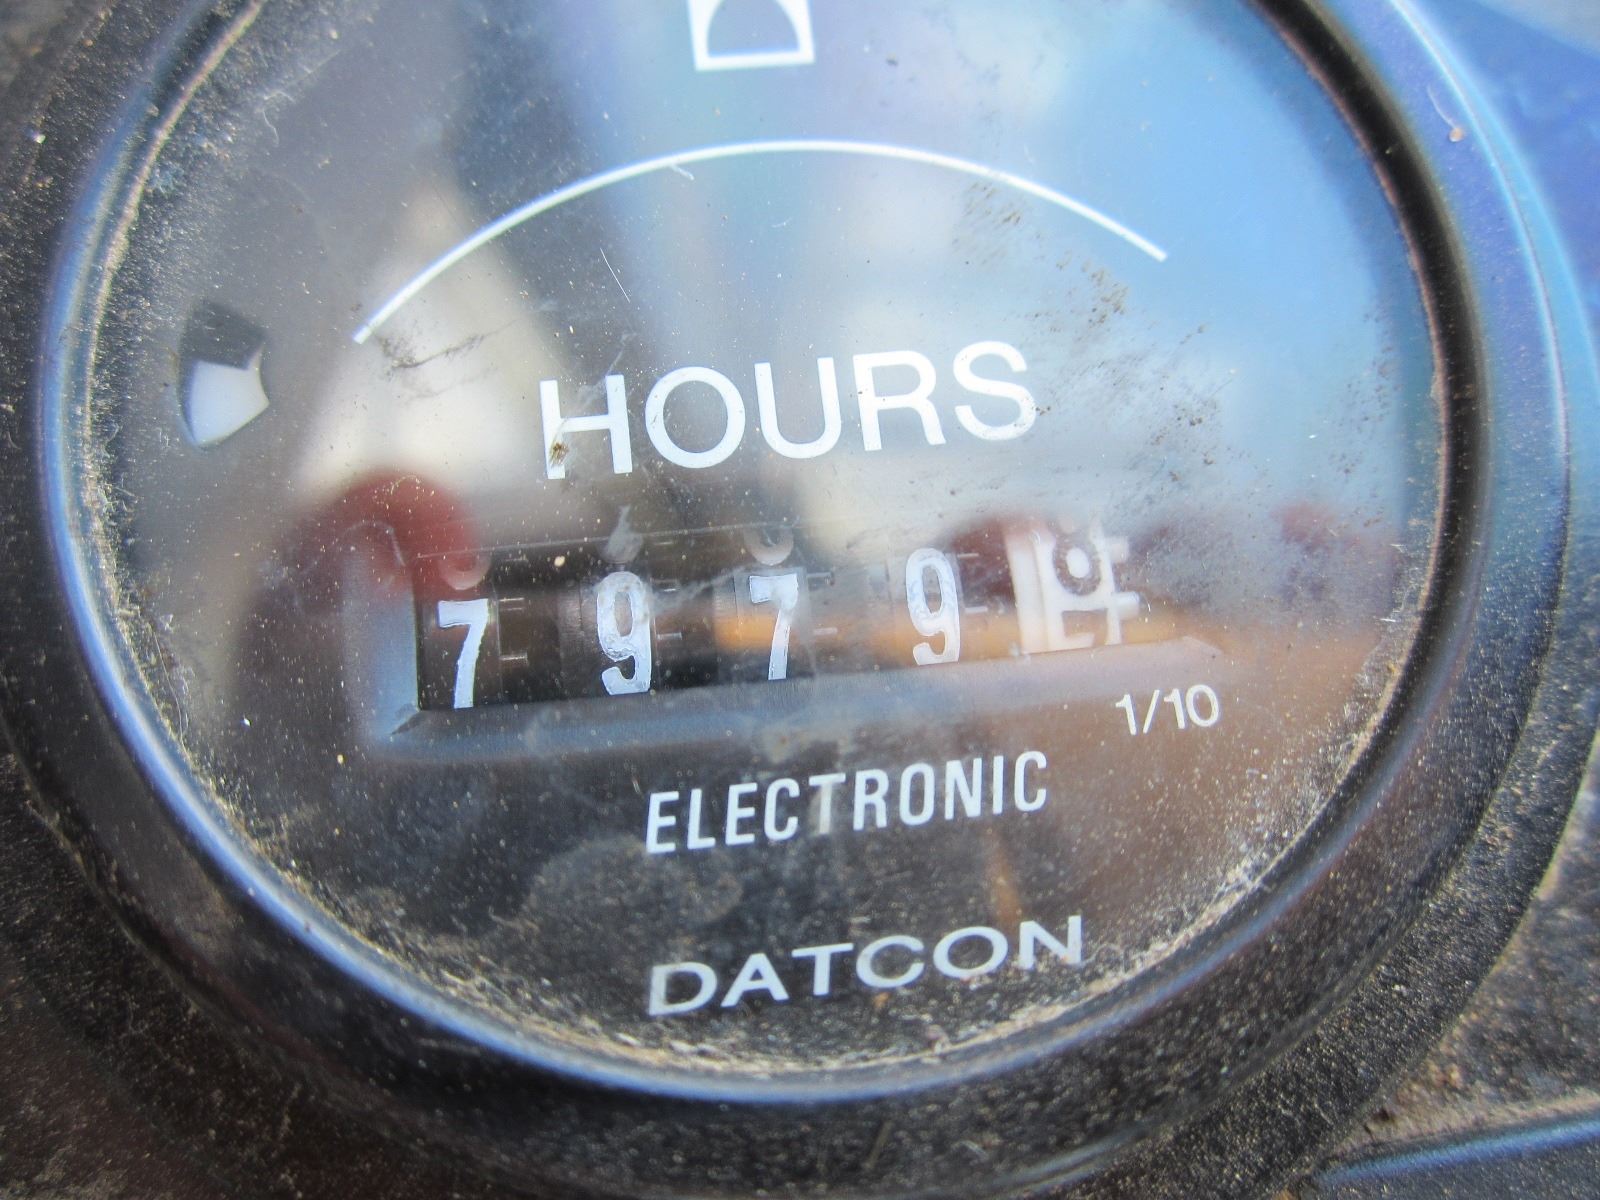 HOURS
7979
1/10
ELECTRONIC
DATCON